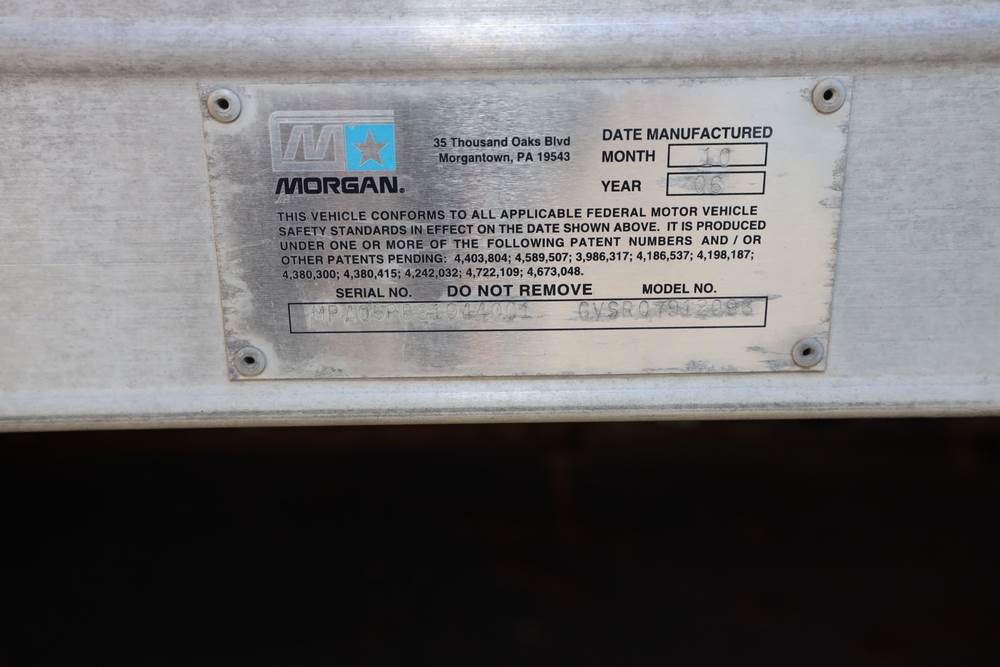 M
MORGAN.
35 Thousand Oaks Blvd
Morgantown, PA 19543
DATE MANUFACTURED
MONTH 10
YEAR 06
THIS VEHICLE CONFORMS TO ALL APPLICABLE FEDERAL MOTOR VEHICLE
SAFETY STANDARDS IN EFFECT ON THE DATE SHOWN ABOVE. IT IS PRODUCED
UNDER ONE OR MORE OF THE FOLLOWING PATENT NUMBERS AND / OR
OTHER PATENTS PENDING: 4,403,804; 4,589,507; 3,986,317; 4,186,537; 4,198,187;
4,380,300; 4,380,415; 4,242,032; 4,722,109; 4,673,048.
SERIAL NO. DO NOT REMOVE MODEL NO.